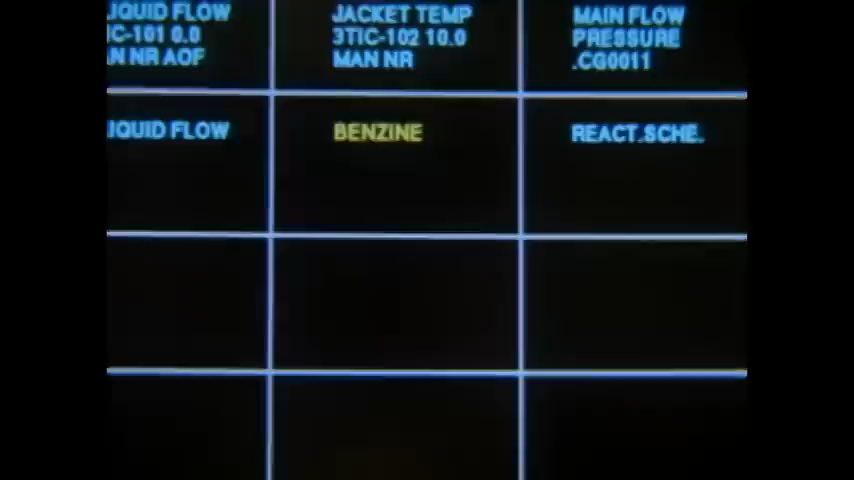 IQUID FLOW
IC-101 0.0
N NR AOF
JACKET TEMP
3TIC-102 10.0
MAN NR
MAIN FLOW
PRESSURE
.CG0011
IQUID FLOW
BENZINE
REACT.SCHE.